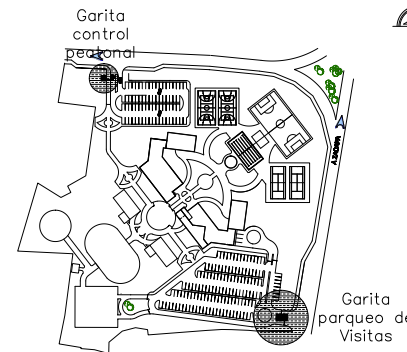 Garita
control
peatonal
Garita
parqueo de
Visitas